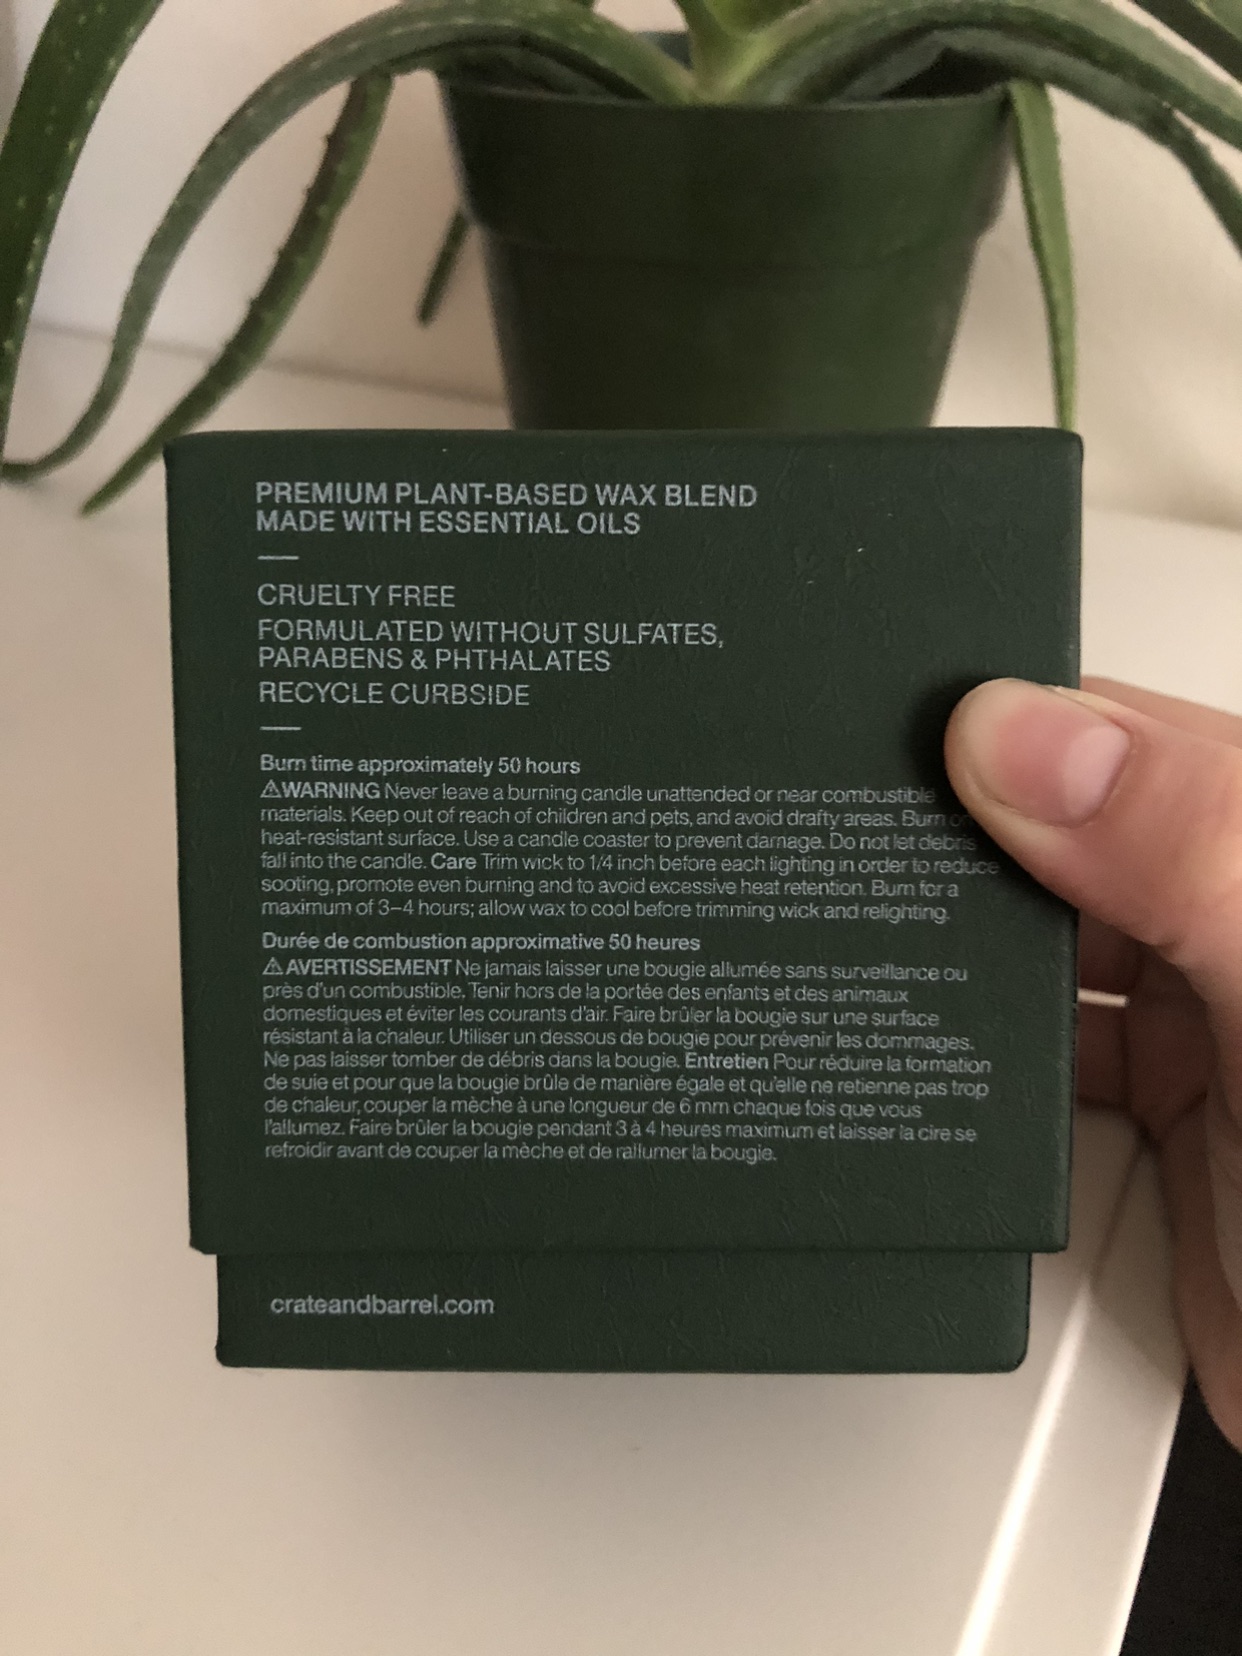 PREMIUM PLANT-BASED WAX BLEND
MADE WITH ESSENTIAL OILS
CRUELTY FREE
FORMULATED WITHOUT SULFATES,
PARABENS & PHTHALATES
RECYCLE CURBSIDE
Burn time approximately 50 hours
⚠WARNING Never leave a burning candle unattended or near combustible
materials. Keep out of reach of children and pets, and avoid drafty areas. Burn
heat-resistant surface. Use a candle coaster to prevent damage. Do not let debris
fall into the candle. Care Trim wick to 1/4 inch before each lighting in order to reduce
sooting, promote even burning and to avoid excessive heat retention. Burn for a
maximum of 3–4 hours; allow wax to cool before trimming wick and relighting.
Durée de combustion approximative 50 heures
⚠AVERTISSEMENT Ne jamais laisser une bougie allumée sans surveillance ou
près d'un combustible. Tenir hors de la portée des enfants et des animaux
domestiques et éviter les courants d'air. Faire brûler la bougie sur une surface
résistant à la chaleur. Utiliser un dessous de bougie pour prévenir les dommages.
Ne pas laisser tomber de débris dans la bougie. Entretien Pour réduire la formation
de suie et pour que la bougie brûle de manière égale et qu'elle ne retienne pas trop
de chaleur, couper la mèche à une longueur de 6 mm chaque fois que vous
l'allumez. Faire brûler la bougie pendant 3 à 4 heures maximum et laisser la cire se
refroidir avant de couper la mèche et de rallumer la bougie.
crateandbarrel.com